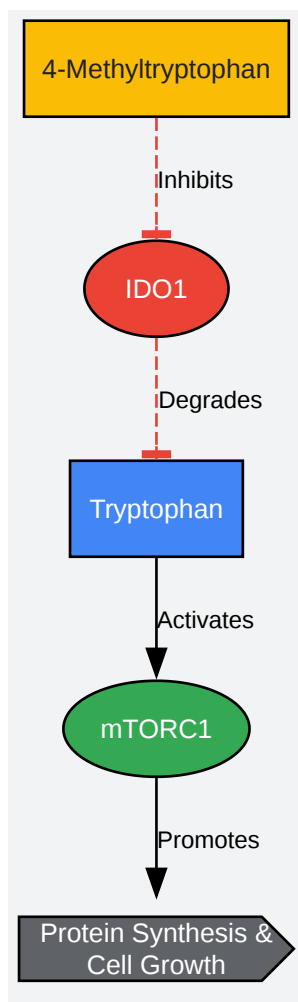 4-Methyltryptophan
Inhibits
IDO1
Degrades
Tryptophan
Activates
mTORC1
Promotes
Protein Synthesis &
Cell Growth